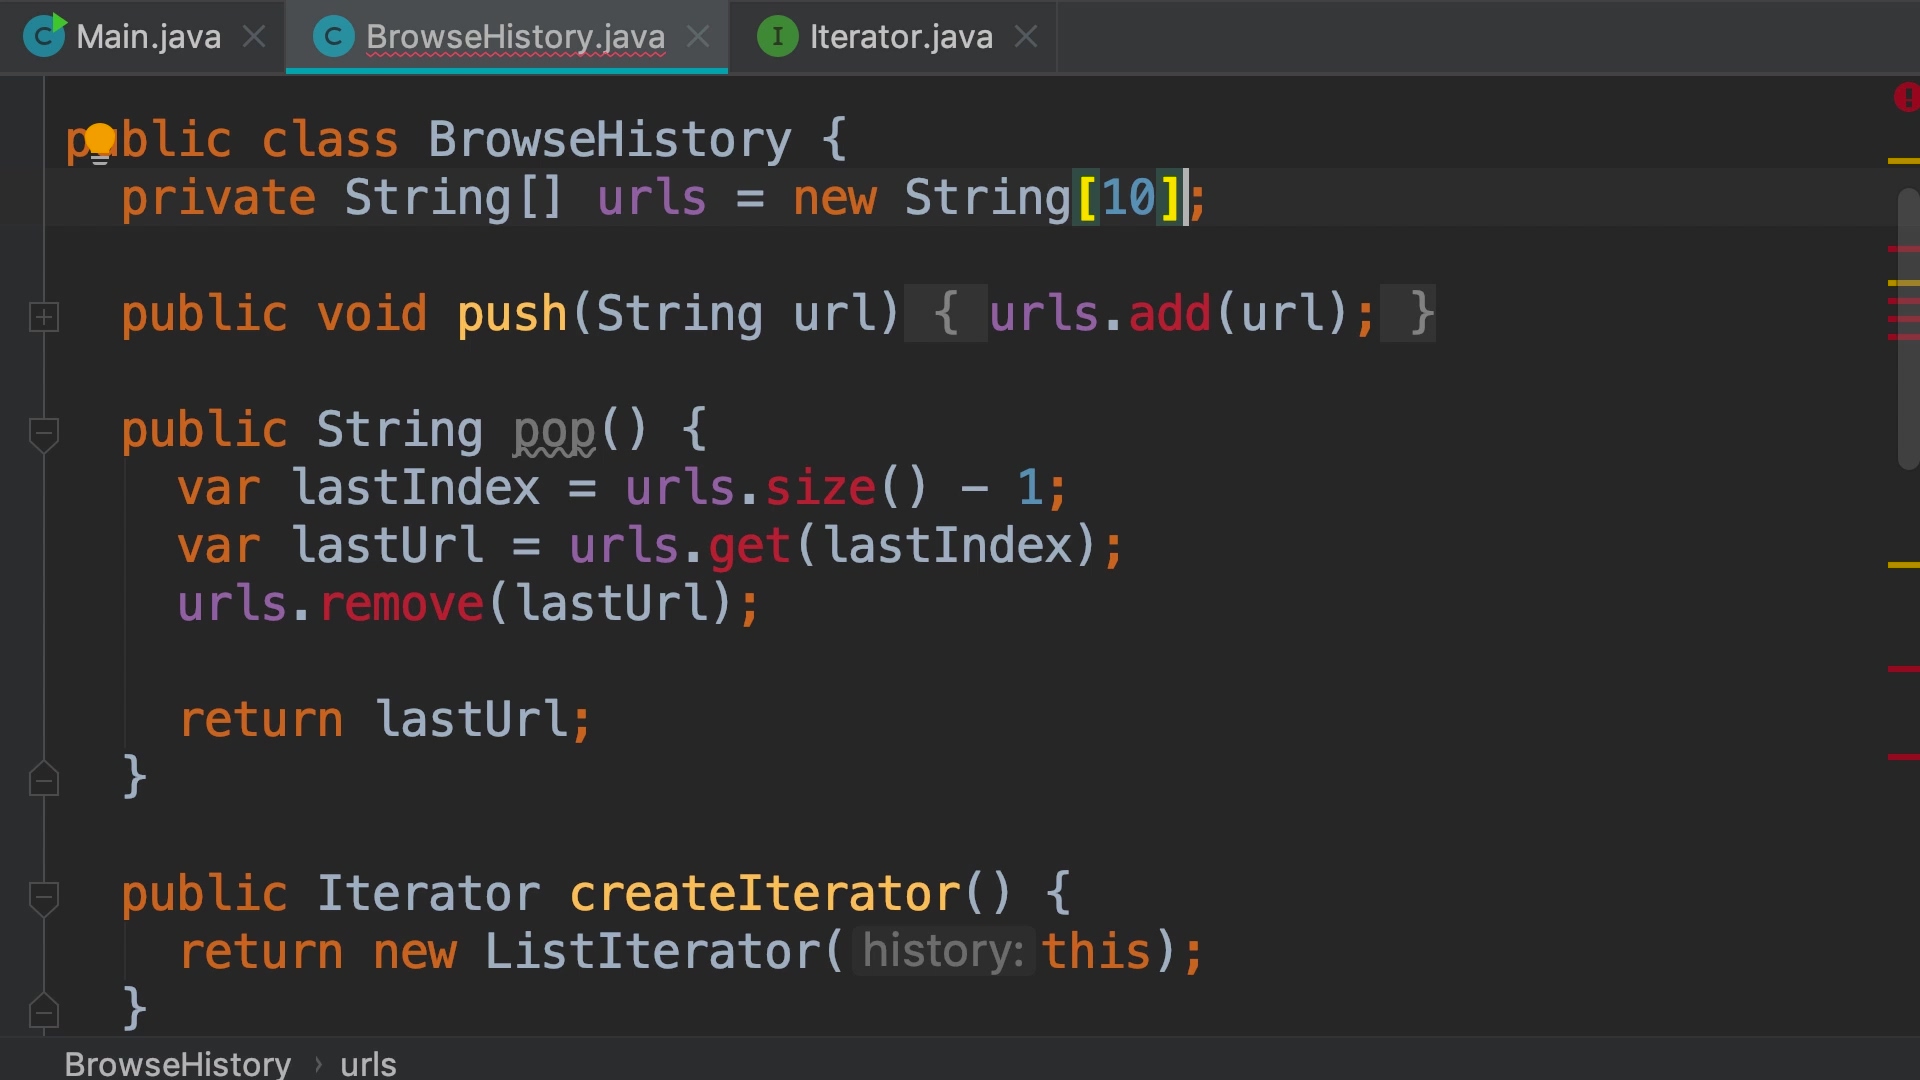 Main.java BrowseHistory.java Iterator.java
public class BrowseHistory {
private String[] urls = new String[10];
public void push(String url) { urls.add(url); }
public String pop() {
var lastIndex = urls.size() - 1;
var lastUrl = urls.get(lastIndex);
urls.remove(lastUrl);
return lastUrl;
}
public Iterator createIterator() {
return new ListIterator( history: this);
}
BrowseHistory › urls